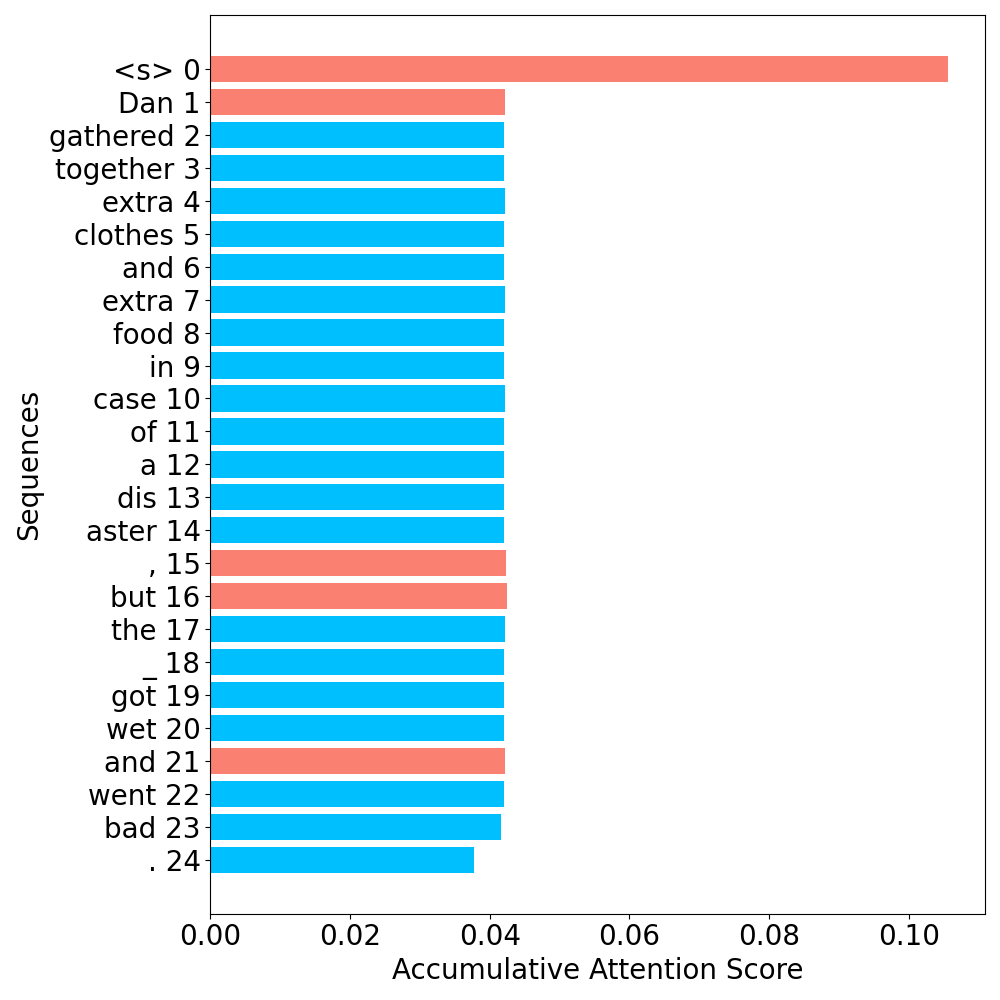 <s> 0
Dan 1
gathered 2
together 3
extra 4
clothes 5
and 6
extra 7
food 8
in 9
case 10
of 11
a 12
dis 13
aster 14
, 15
but 16
the 17
_ 18
got 19
wet 20
and 21
went 22
bad 23
. 24
Sequences
0.00 0.02 0.04 0.06 0.08 0.10
Accumulative Attention Score